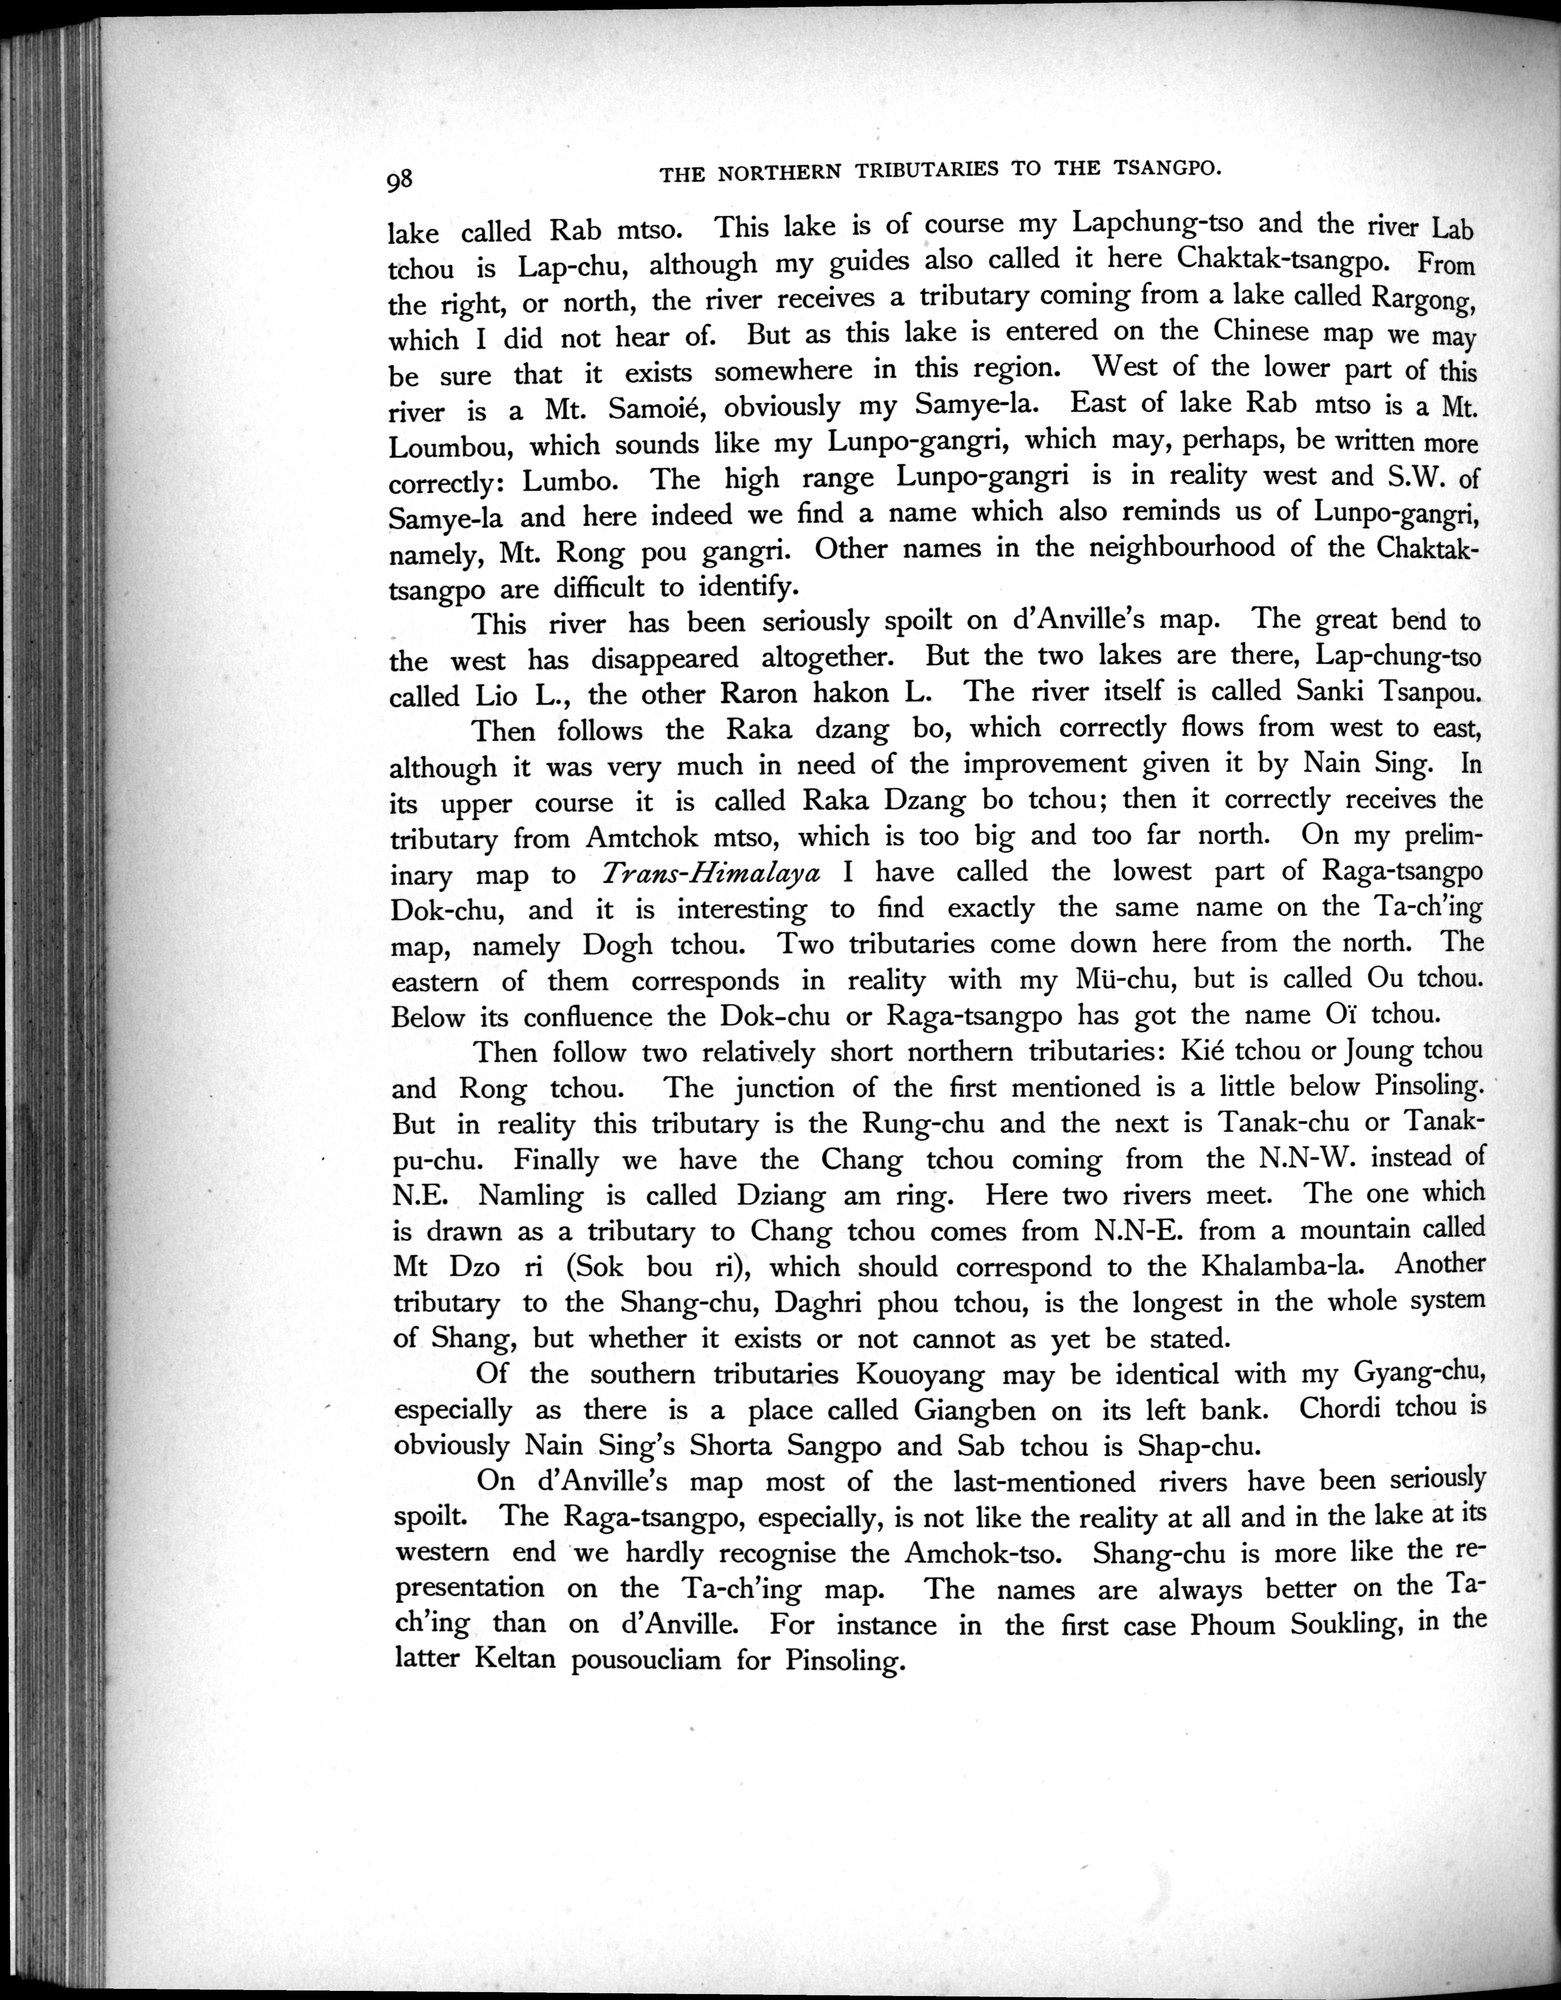 98
THE NORTHERN TRIBUTARIES TO THE TSANGPO.
lake called Rab mtso. This lake is of course my Lapchung-tso and the river Lab
tchou is Lap-chu, although my guides also called it here Chaktak-tsangpo. From
the right, or north, the river receives a tributary coming from a lake called Rargong,
which I did not hear of. But as this lake is entered on the Chinese map we may
be sure that it exists somewhere in this region. West of the lower part of this
river is a Mt. Samoié, obviously my Samye-la. East of lake Rab mtso is a Mt.
Loumbou, which sounds like my Lunpo-gangri, which may, perhaps, be written more
correctly: Lumbo. The high range Lunpo-gangri is in reality west and S.W. of
Samye-la and here indeed we find a name which also reminds us of Lunpo-gangri,
namely, Mt. Rong pou gangri. Other names in the neighbourhood of the Chaktak-
tsangpo are difficult to identify.
This river has been seriously spoilt on d'Anville's map. The great bend to
the west has disappeared altogether. But the two lakes are there, Lap-chung-tso
called Lio L., the other Raron hakon L. The river itself is called Sanki Tsanpou.
Then follows the Raka dzang bo, which correctly flows from west to east,
although it was very much in need of the improvement given it by Nain Sing. In
its upper course it is called Raka Dzang bo tchou; then it correctly receives the
tributary from Amtchok mtso, which is too big and too far north. On my prelim-
inary map to Trans-Himalaya I have called the lowest part of Raga-tsangpo
Dok-chu, and it is interesting to find exactly the same name on the Ta-ch'ing
map, namely Dogh tchou. Two tributaries come down here from the north. The
eastern of them corresponds in reality with my Mü-chu, but is called Ou tchou.
Below its confluence the Dok-chu or Raga-tsangpo has got the name Oï tchou.
Then follow two relatively short northern tributaries: Kié tchou or Joung tchou
and Rong tchou. The junction of the first mentioned is a little below Pinsoling.
But in reality this tributary is the Rung-chu and the next is Tanak-chu or Tanak-
pu-chu. Finally we have the Chang tchou coming from the N.N-W. instead of
N.E. Namling is called Dziang am ring. Here two rivers meet. The one which
is drawn as a tributary to Chang tchou comes from N.N-E. from a mountain called
Mt Dzo ri (Sok bou ri), which should correspond to the Khalamba-la. Another
tributary to the Shang-chu, Daghri phou tchou, is the longest in the whole system
of Shang, but whether it exists or not cannot as yet be stated.
Of the southern tributaries Kouoyang may be identical with my Gyang-chu,
especially as there is a place called Giangben on its left bank. Chordi tchou is
obviously Nain Sing's Shorta Sangpo and Sab tchou is Shap-chu.
On d'Anville's map most of the last-mentioned rivers have been seriously
spoilt. The Raga-tsangpo, especially, is not like the reality at all and in the lake at its
western end we hardly recognise the Amchok-tso. Shang-chu is more like the re-
presentation on the Ta-ch'ing map. The names are always better on the Ta-
ch'ing than on d'Anville. For instance in the first case Phoum Soukling, in the
latter Keltan pousoucliam for Pinsoling.